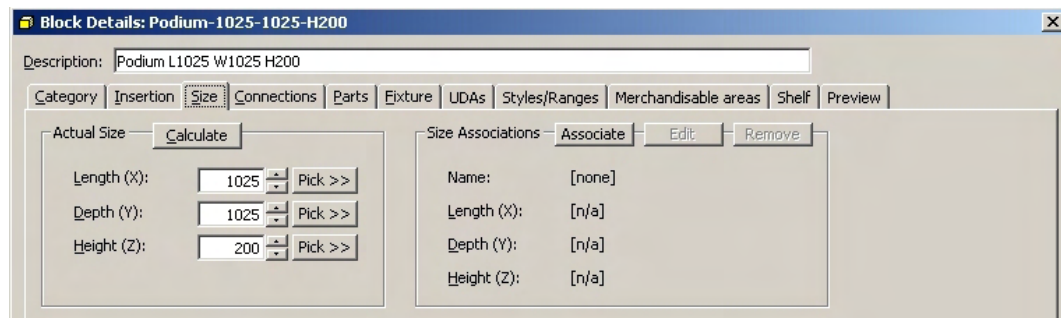 Block Details: Podium-1025-1025-H200
Description: Podium L1025 W1025 H200
Category Insertion Size Connections Parts Fixture UDAs Styles/Ranges Merchandisable areas Shelf Preview
Actual Size Calculate Size Associations Associate Edit Remove
Length (X): 1025 Pick >> Name: [none]
Depth (Y): 1025 Pick >> Length (X): [n/a]
Height (Z): 200 Pick >> Depth (Y): [n/a]
Height (Z): [n/a]